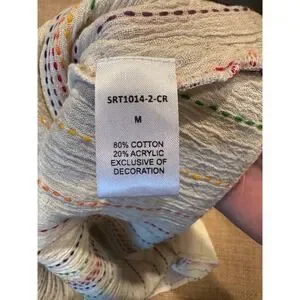 SRT1014-2-CR
M
80% COTTON
20% ACRYLIC
EXCLUSIVE OF
DECORATION